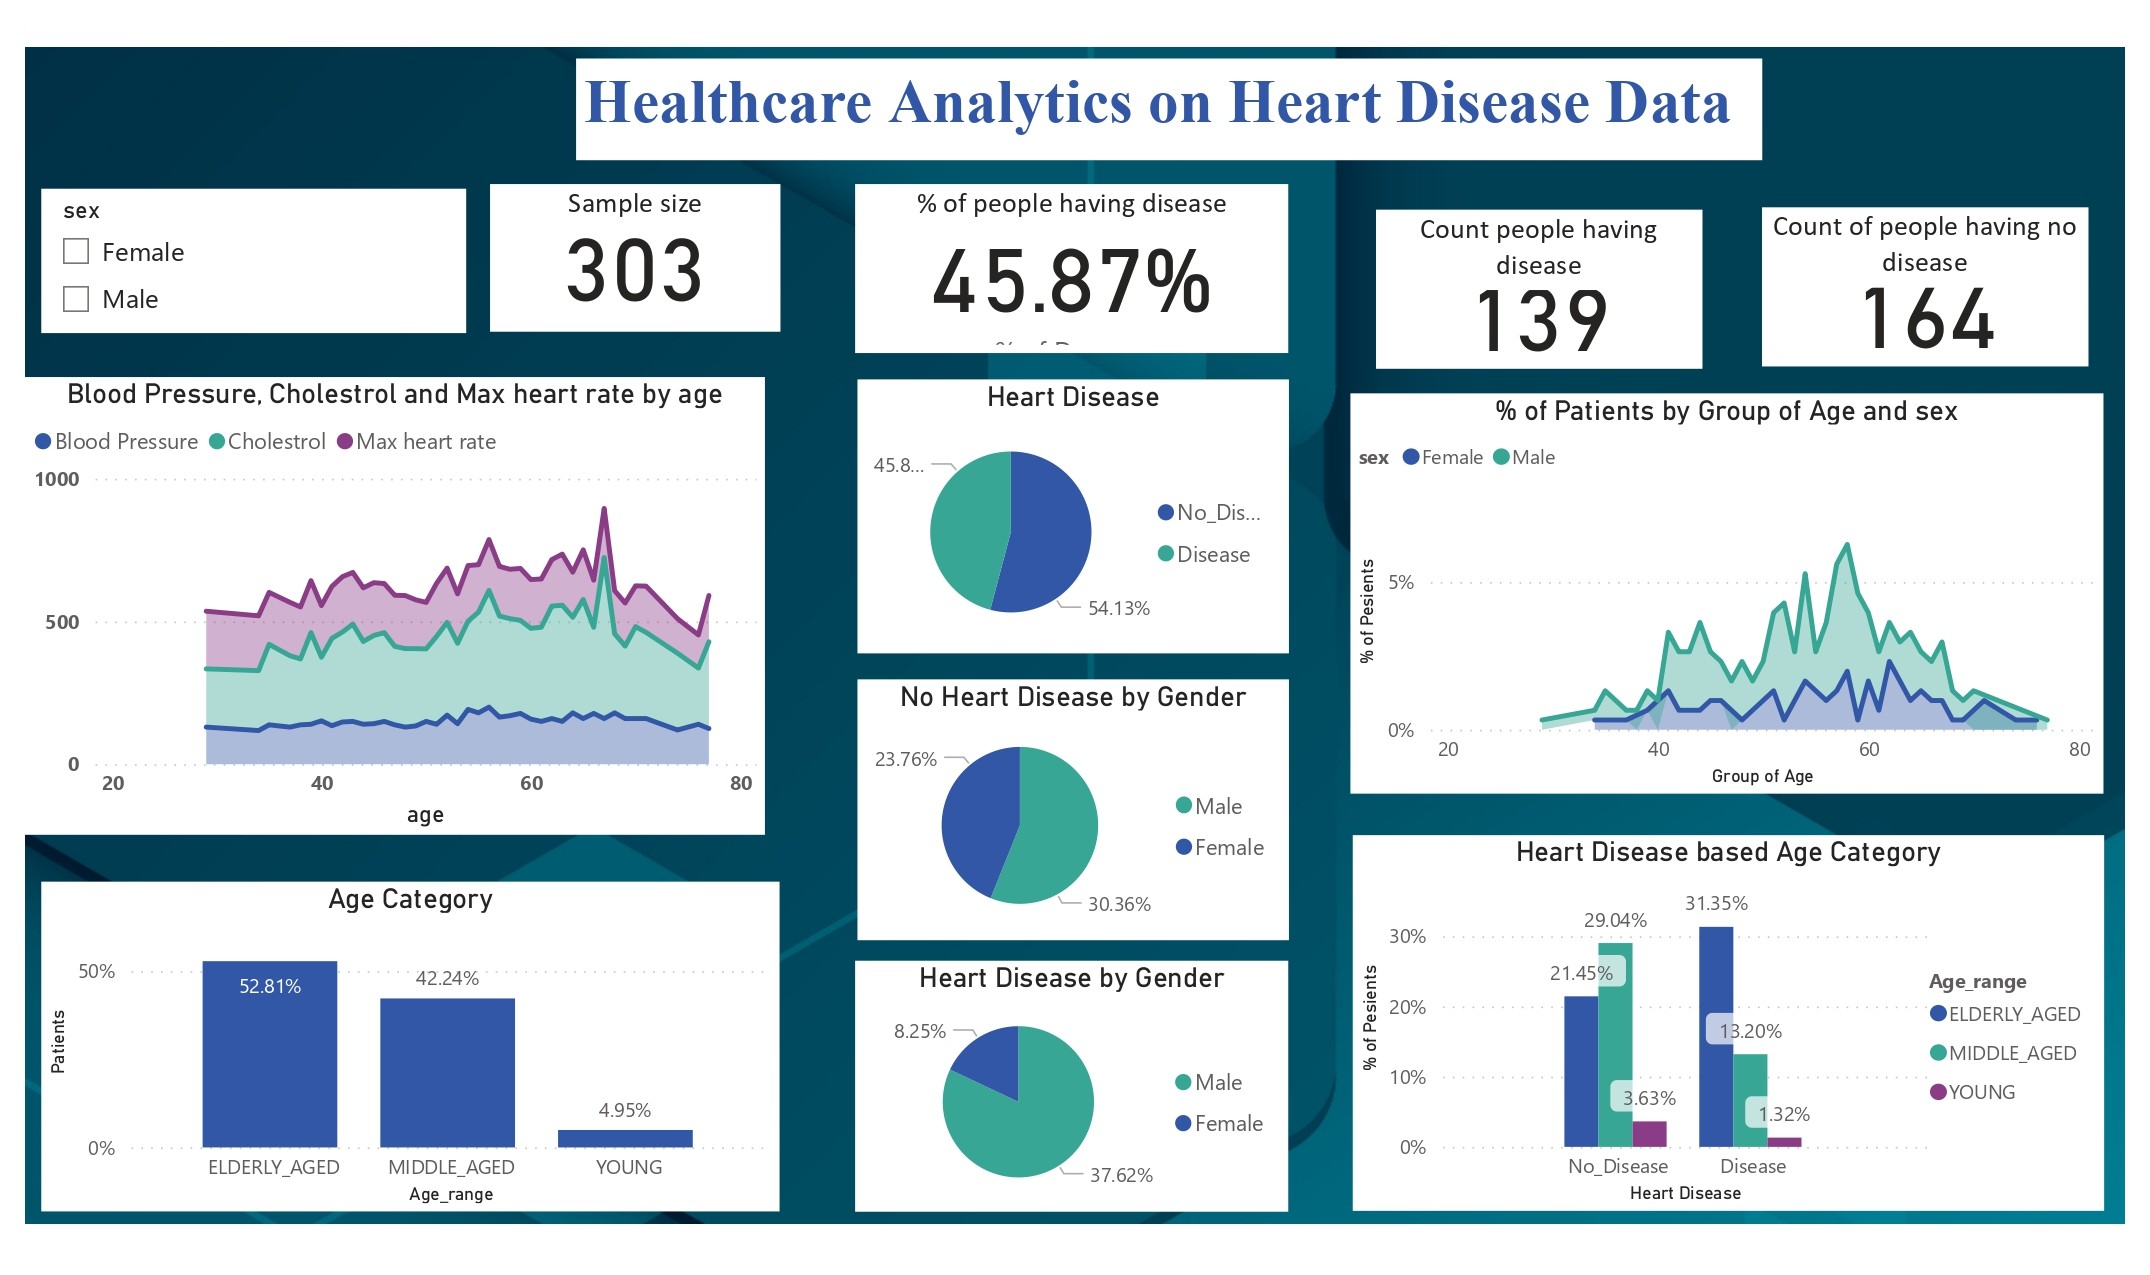 Healthcare Analytics on Heart Disease Data
sex
Female
Male
Sample size
303
% of people having disease
45.87%
Count people having
disease
139
Count of people having no
disease
164
Blood Pressure, Cholestrol and Max heart rate by age
Blood Pressure Cholestrol Max heart rate
1000
500
0
20 40 60 80
age
Heart Disease
45.8...
54.13%
No_Dis...
Disease
% of Patients by Group of Age and sex
sex Female Male
% of Pesients
5%
0%
20 40 60 80
Group of Age
No Heart Disease by Gender
23.76%
30.36%
Male
Female
Age Category
Patients
50%
0%
52.81%
42.24%
4.95%
ELDERLY_AGED MIDDLE_AGED YOUNG
Age_range
Heart Disease by Gender
8.25%
37.62%
Male
Female
Heart Disease based Age Category
% of Pesients
30%
20%
10%
0%
21.45%
29.04%
3.63%
31.35%
13.20%
1.32%
No_Disease Disease
Heart Disease
Age_range
ELDERLY_AGED
MIDDLE_AGED
YOUNG